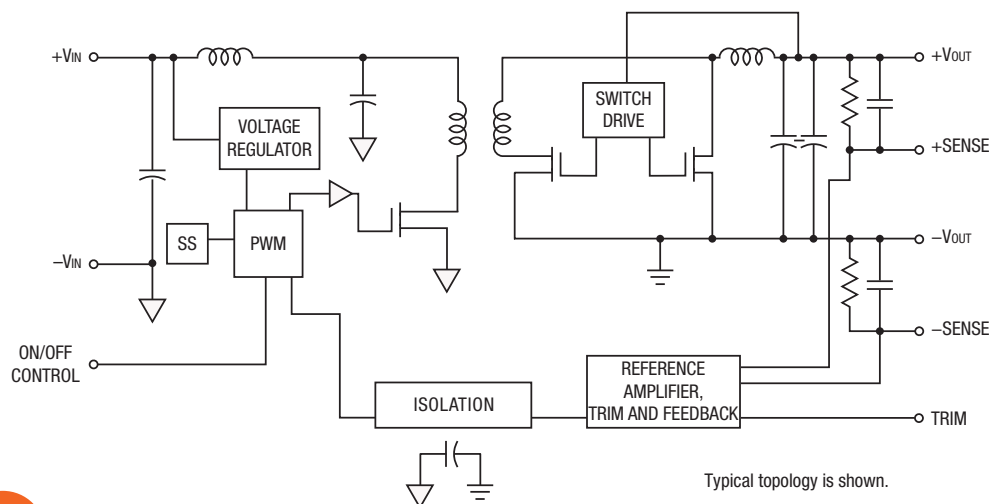 +VIN
VOLTAGE
REGULATOR
SS
PWM
−VIN
ON/OFF
CONTROL
SWITCH
DRIVE
+VOUT
+SENSE
−VOUT
−SENSE
ISOLATION
REFERENCE
AMPLIFIER,
TRIM AND FEEDBACK
TRIM
Typical topology is shown.